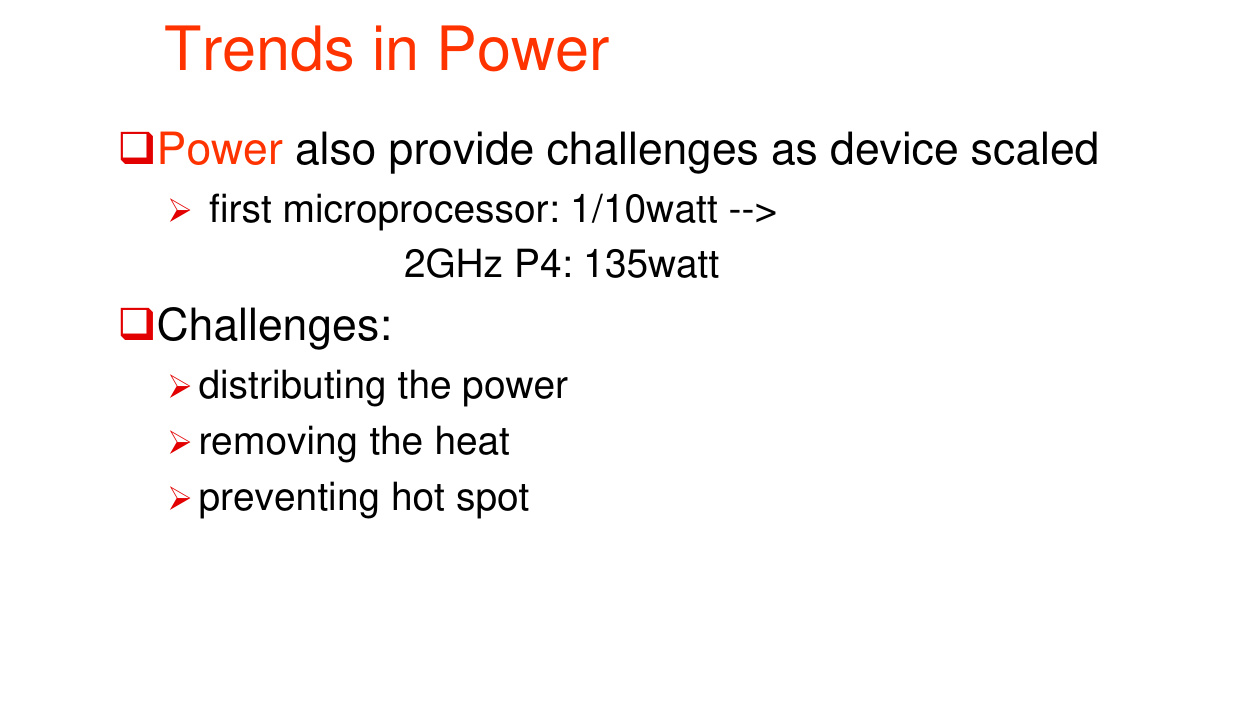 Trends in Power
❑Power also provide challenges as device scaled
➢ first microprocessor: 1/10watt -->
2GHz P4: 135watt
❑Challenges:
➢distributing the power
➢removing the heat
➢preventing hot spot